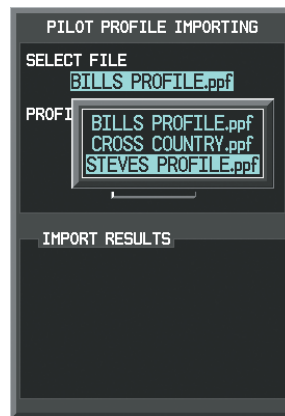 PILOT PROFILE IMPORTING
SELECT FILE
BILLS PROFILE.ppf
PROFI
BILLS PROFILE.ppf
CROSS COUNTRY.ppf
STEVES PROFILE.ppf
IMPORT RESULTS